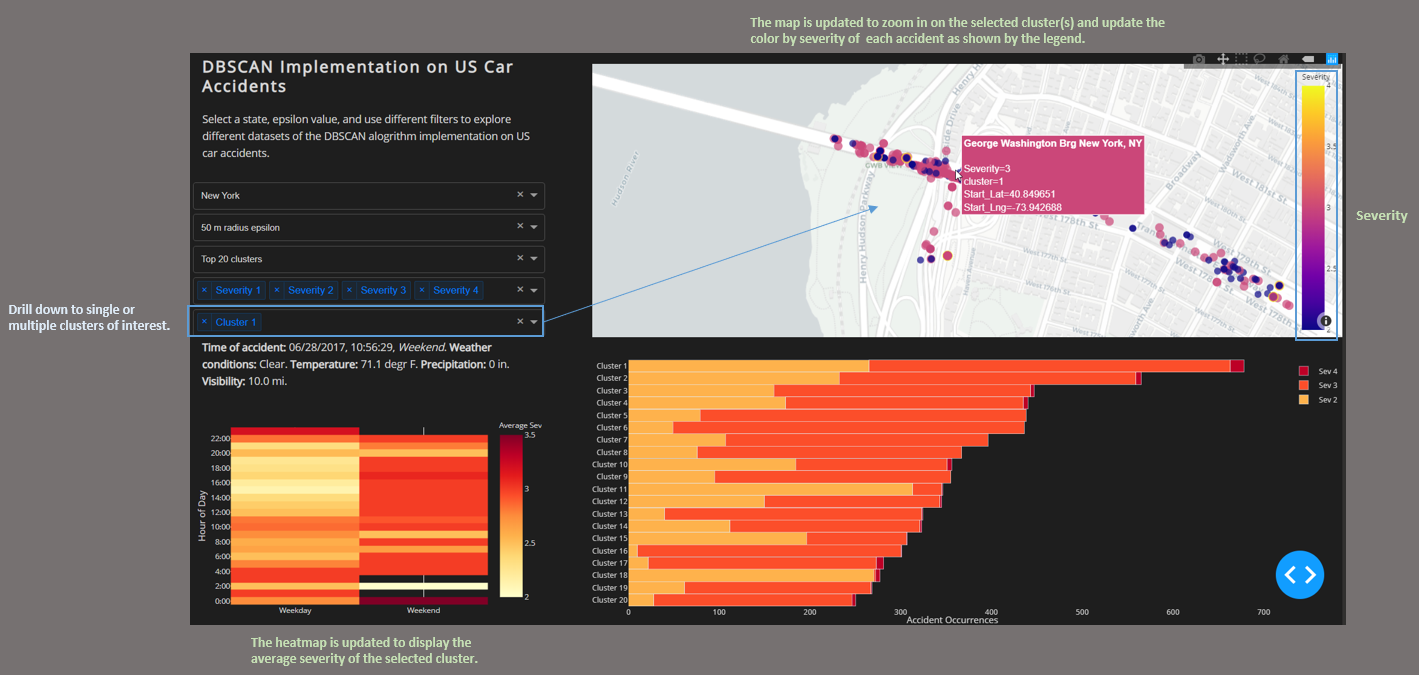 The map is updated to zoom in on the selected cluster(s) and update the
color by severity of each accident as shown by the legend.
DBSCAN Implementation on US Car
Accidents
Select a state, epsilon value, and use different filters to explore
different datasets of the DBSCAN alogrithm implementation on US
car accidents.
New York
50 m radius epsilon
Top 20 clusters
× Severity 1 × Severity 2 × Severity 3 × Severity 4
× Cluster 1
Drill down to single or
multiple clusters of interest.
Time of accident: 06/28/2017, 10:56:29, Weekend. Weather
conditions: Clear. Temperature: 71.1 degr F. Precipitation: 0 in.
Visibility: 10.0 mi.
Hudson River
Henry Hudson Parkway
Henry H
ide Drive
George Washington Brg New York, NY
Severity=3
cluster=1
Start_Lat=40.849651
Start_Lng=-73.942688
Broadway
Wadsworth Ave
West 181st St
West 179th St
West 178th St
West 177th St
Severity
4
3.5
3
2.5
2
Severity
Average Sev
3.5
3
2.5
2
Hour of Day
22:00
20:00
18:00
16:00
14:00
12:00
10:00
8:00
6:00
4:00
2:00
0:00
Weekday
Weekend
Cluster 1
Cluster 2
Cluster 3
Cluster 4
Cluster 5
Cluster 6
Cluster 7
Cluster 8
Cluster 10
Cluster 9
Cluster 11
Cluster 12
Cluster 13
Cluster 14
Cluster 15
Cluster 16
Cluster 17
Cluster 18
Cluster 19
Cluster 20
0 100 200 300 400 500 600 700
Accident Occurrences
Sev 4
Sev 3
Sev 2
The heatmap is updated to display the
average severity of the selected cluster.